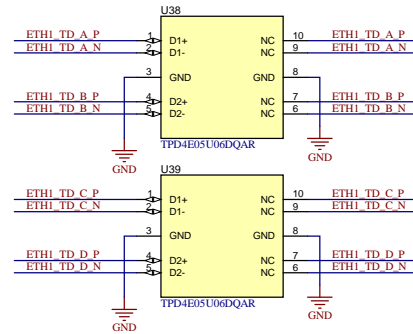 U38
ETH1_TD_A_P 1 D1+ NC 10 ETH1_TD_A_P
ETH1_TD_A_N 2 D1- NC 9 ETH1_TD_A_N
3 GND GND 8
ETH1_TD_B_P 4 D2+ NC 7 ETH1_TD_B_P
ETH1_TD_B_N 5 D2- NC 6 ETH1_TD_B_N
TPD4E05U06DQAR
GND GND
U39
ETH1_TD_C_P 1 D1+ NC 10 ETH1_TD_C_P
ETH1_TD_C_N 2 D1- NC 9 ETH1_TD_C_N
3 GND GND 8
ETH1_TD_D_P 4 D2+ NC 7 ETH1_TD_D_P
ETH1_TD_D_N 5 D2- NC 6 ETH1_TD_D_N
TPD4E05U06DQAR
GND GND